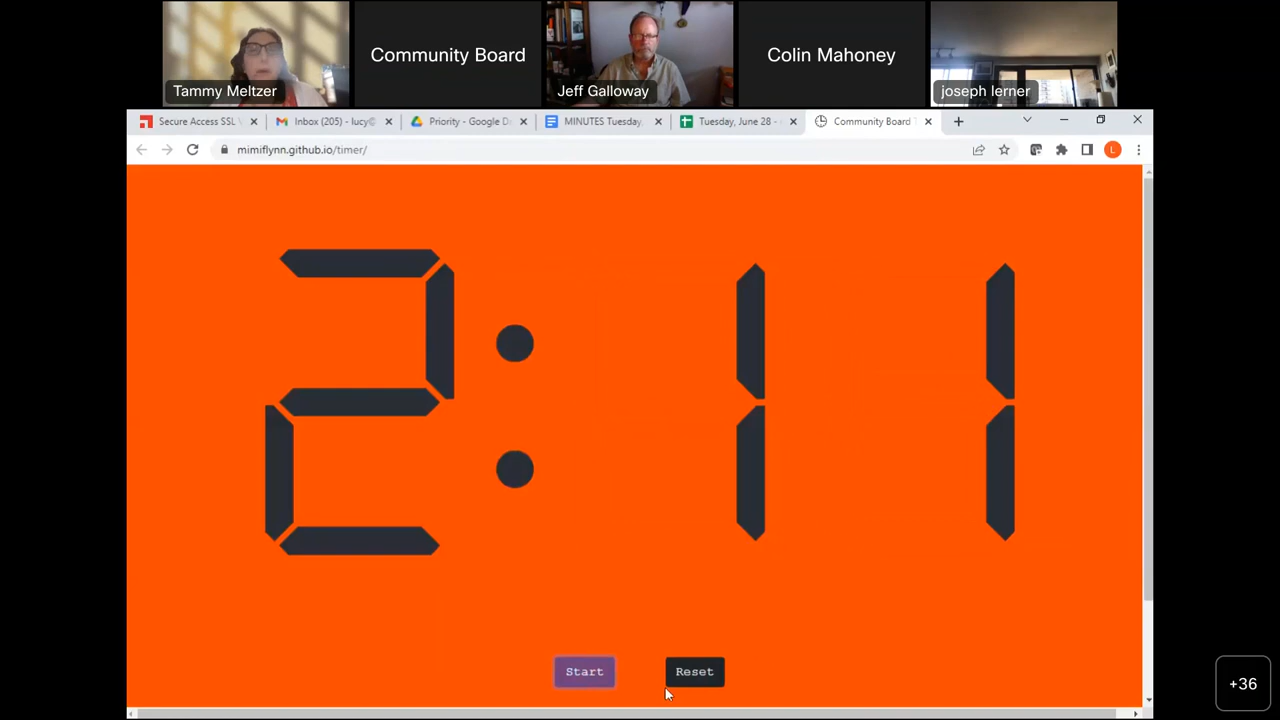 Tammy Meltzer
Community Board
Jeff Galloway
Colin Mahoney
joseph lerner
Secure Access SSL V
Inbox (205) - lucy©
Priority - Google D
MINUTES Tuesday,
Tuesday, June 28 -
Community Board T
mimiflynn.github.io/timer/
L
2:11
Start
Reset
+36